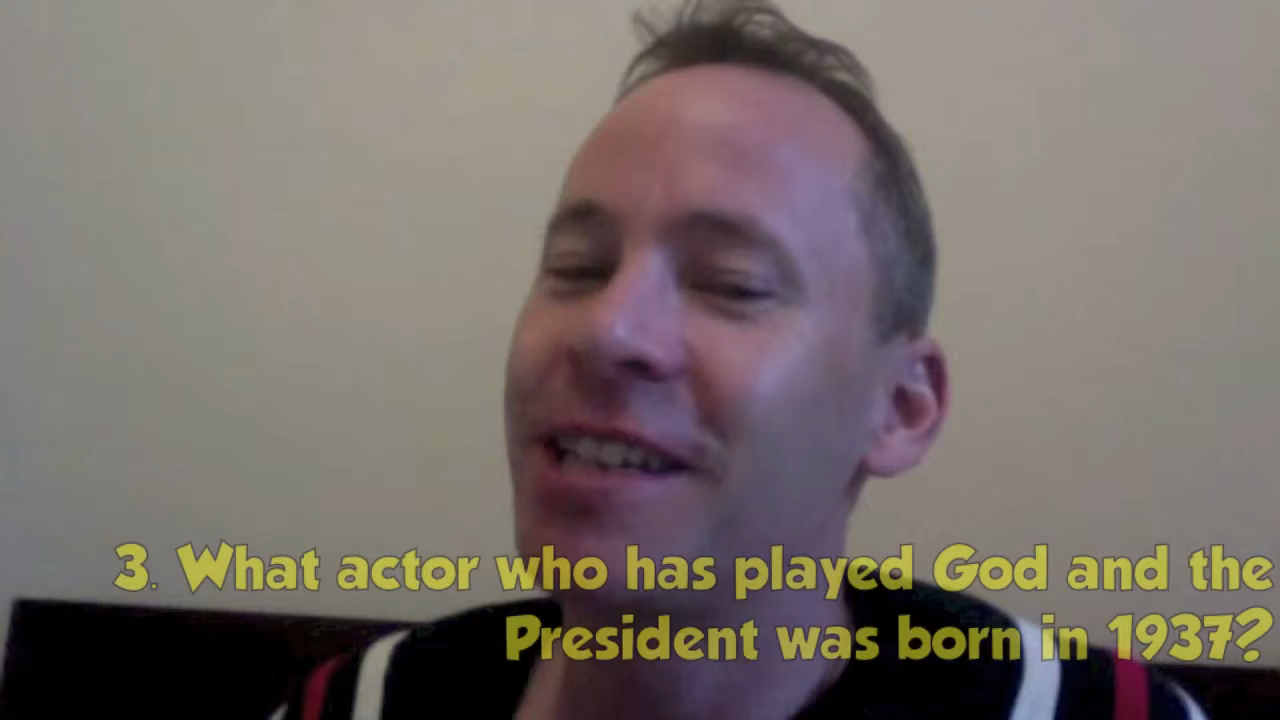 3. What actor who has played God and the
President was born in 1937?